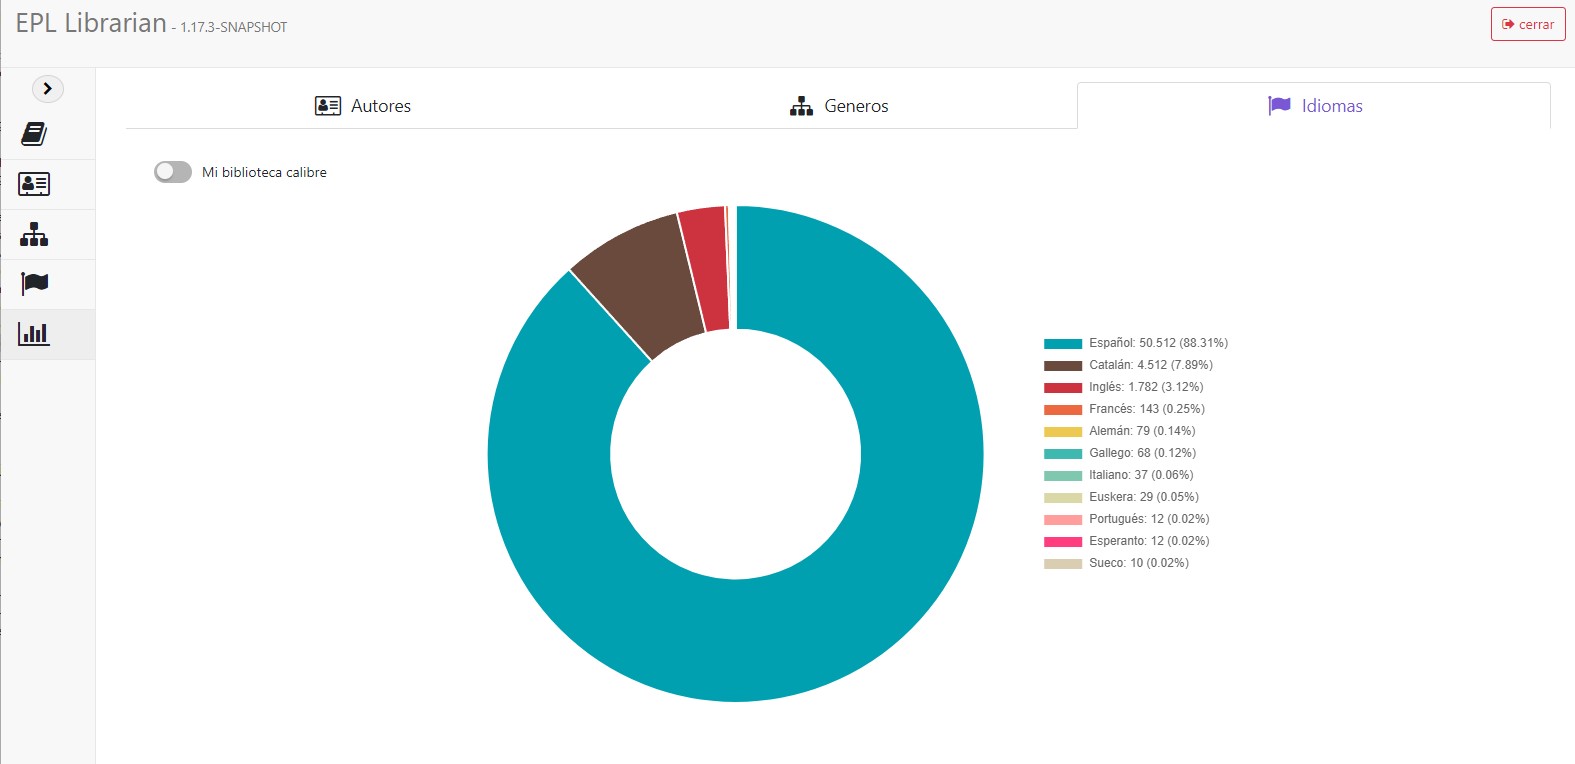 EPL Librarian - 1.17.3-SNAPSHOT
cerrar
Autores
Generos
Idiomas
Mi biblioteca calibre
Español: 50.512 (88.31%)
Catalán: 4.512 (7.89%)
Inglés: 1.782 (3.12%)
Francés: 143 (0.25%)
Alemán: 79 (0.14%)
Gallego: 68 (0.12%)
Italiano: 37 (0.06%)
Euskera: 29 (0.05%)
Portugués: 12 (0.02%)
Esperanto: 12 (0.02%)
Sueco: 10 (0.02%)